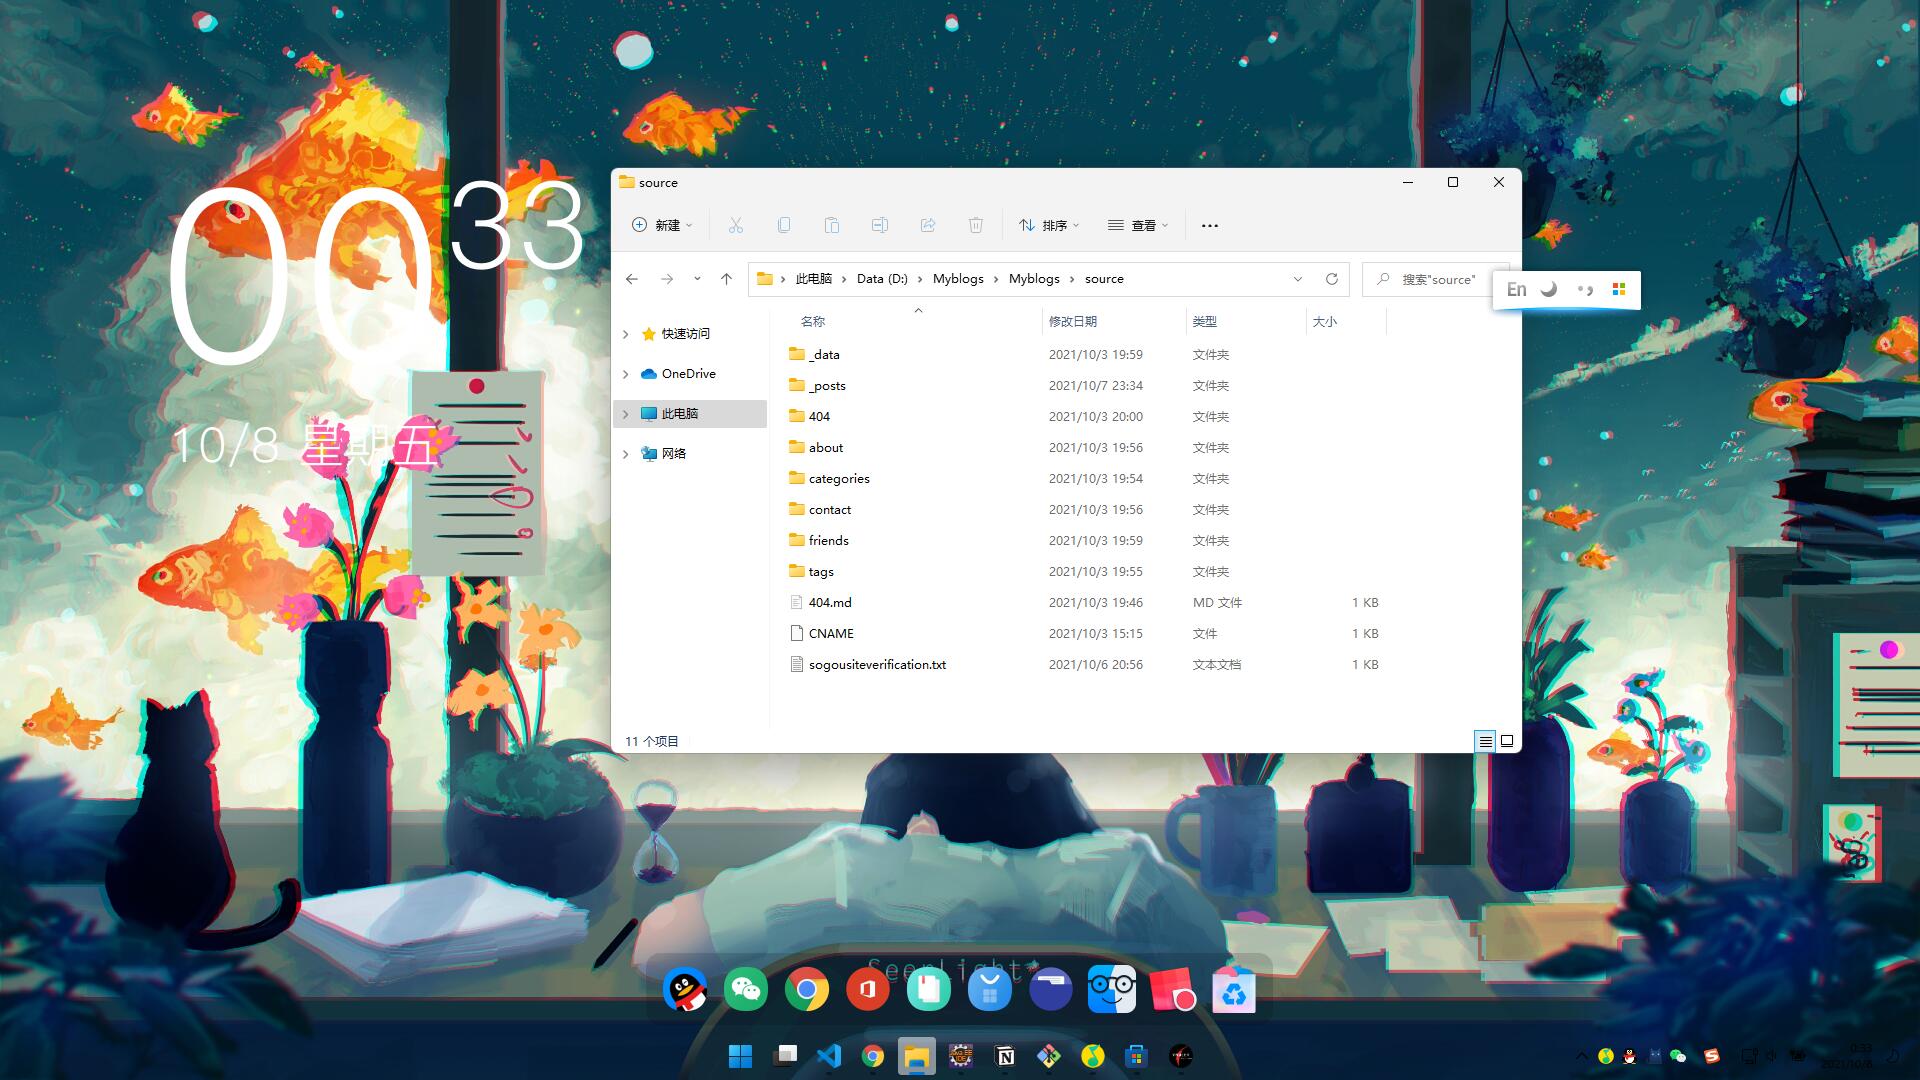 00 33
10/8 星期五
source
新建
排序
查看
此电脑 Data (D:) Myblogs Myblogs source
搜索"source"
En
快速访问
OneDrive
此电脑
网络
名称 修改日期 类型 大小
_data 2021/10/3 19:59 文件夹
_posts 2021/10/7 23:34 文件夹
404 2021/10/3 20:00 文件夹
about 2021/10/3 19:56 文件夹
categories 2021/10/3 19:54 文件夹
contact 2021/10/3 19:56 文件夹
friends 2021/10/3 19:59 文件夹
tags 2021/10/3 19:55 文件夹
404.md 2021/10/3 19:46 MD 文件 1 KB
CNAME 2021/10/3 15:15 文件 1 KB
sogousiteverification.txt 2021/10/6 20:56 文本文档 1 KB
11 个项目
SeenLight*
0:33
2021/10/8